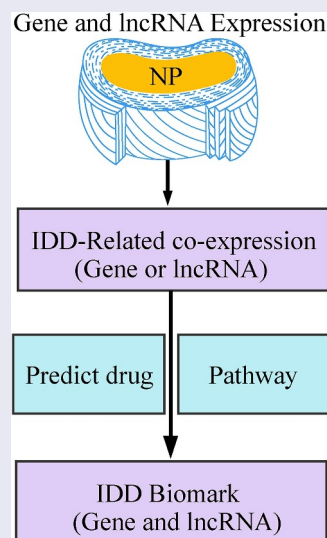 Gene and lncRNA Expression
NP
IDD-Related co-expression
(Gene or lncRNA)
Predict drug
Pathway
IDD Biomark
(Gene and lncRNA)